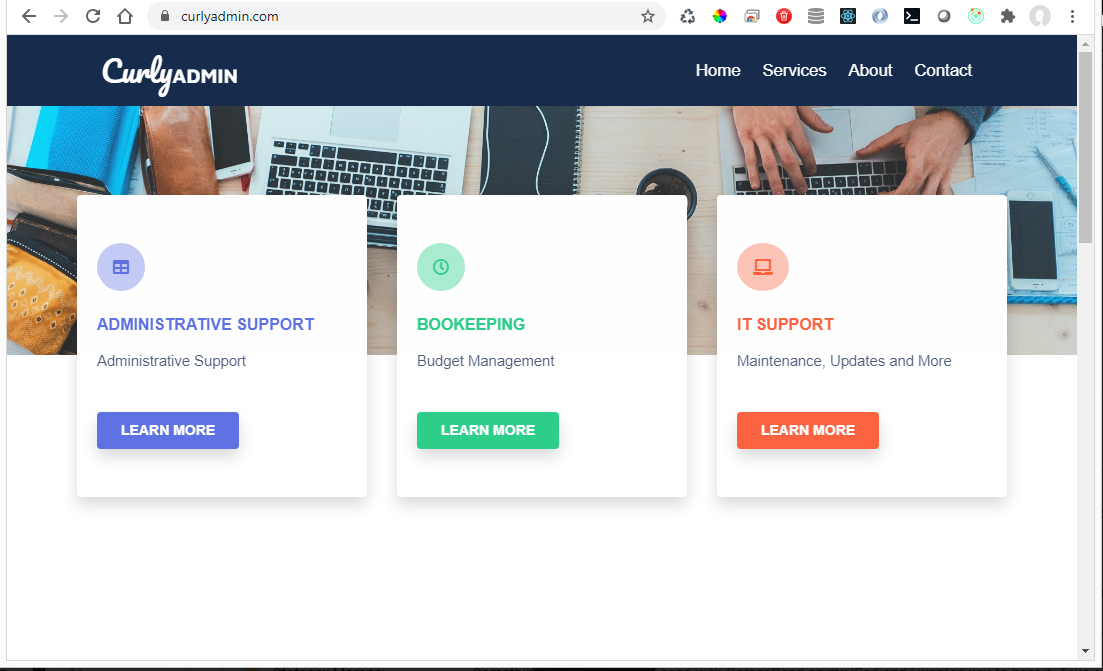 curlyadmin.com
CurlyADMIN
Home Services About Contact
ADMINISTRATIVE SUPPORT
Administrative Support
LEARN MORE
BOOKEEPING
Budget Management
LEARN MORE
IT SUPPORT
Maintenance, Updates and More
LEARN MORE